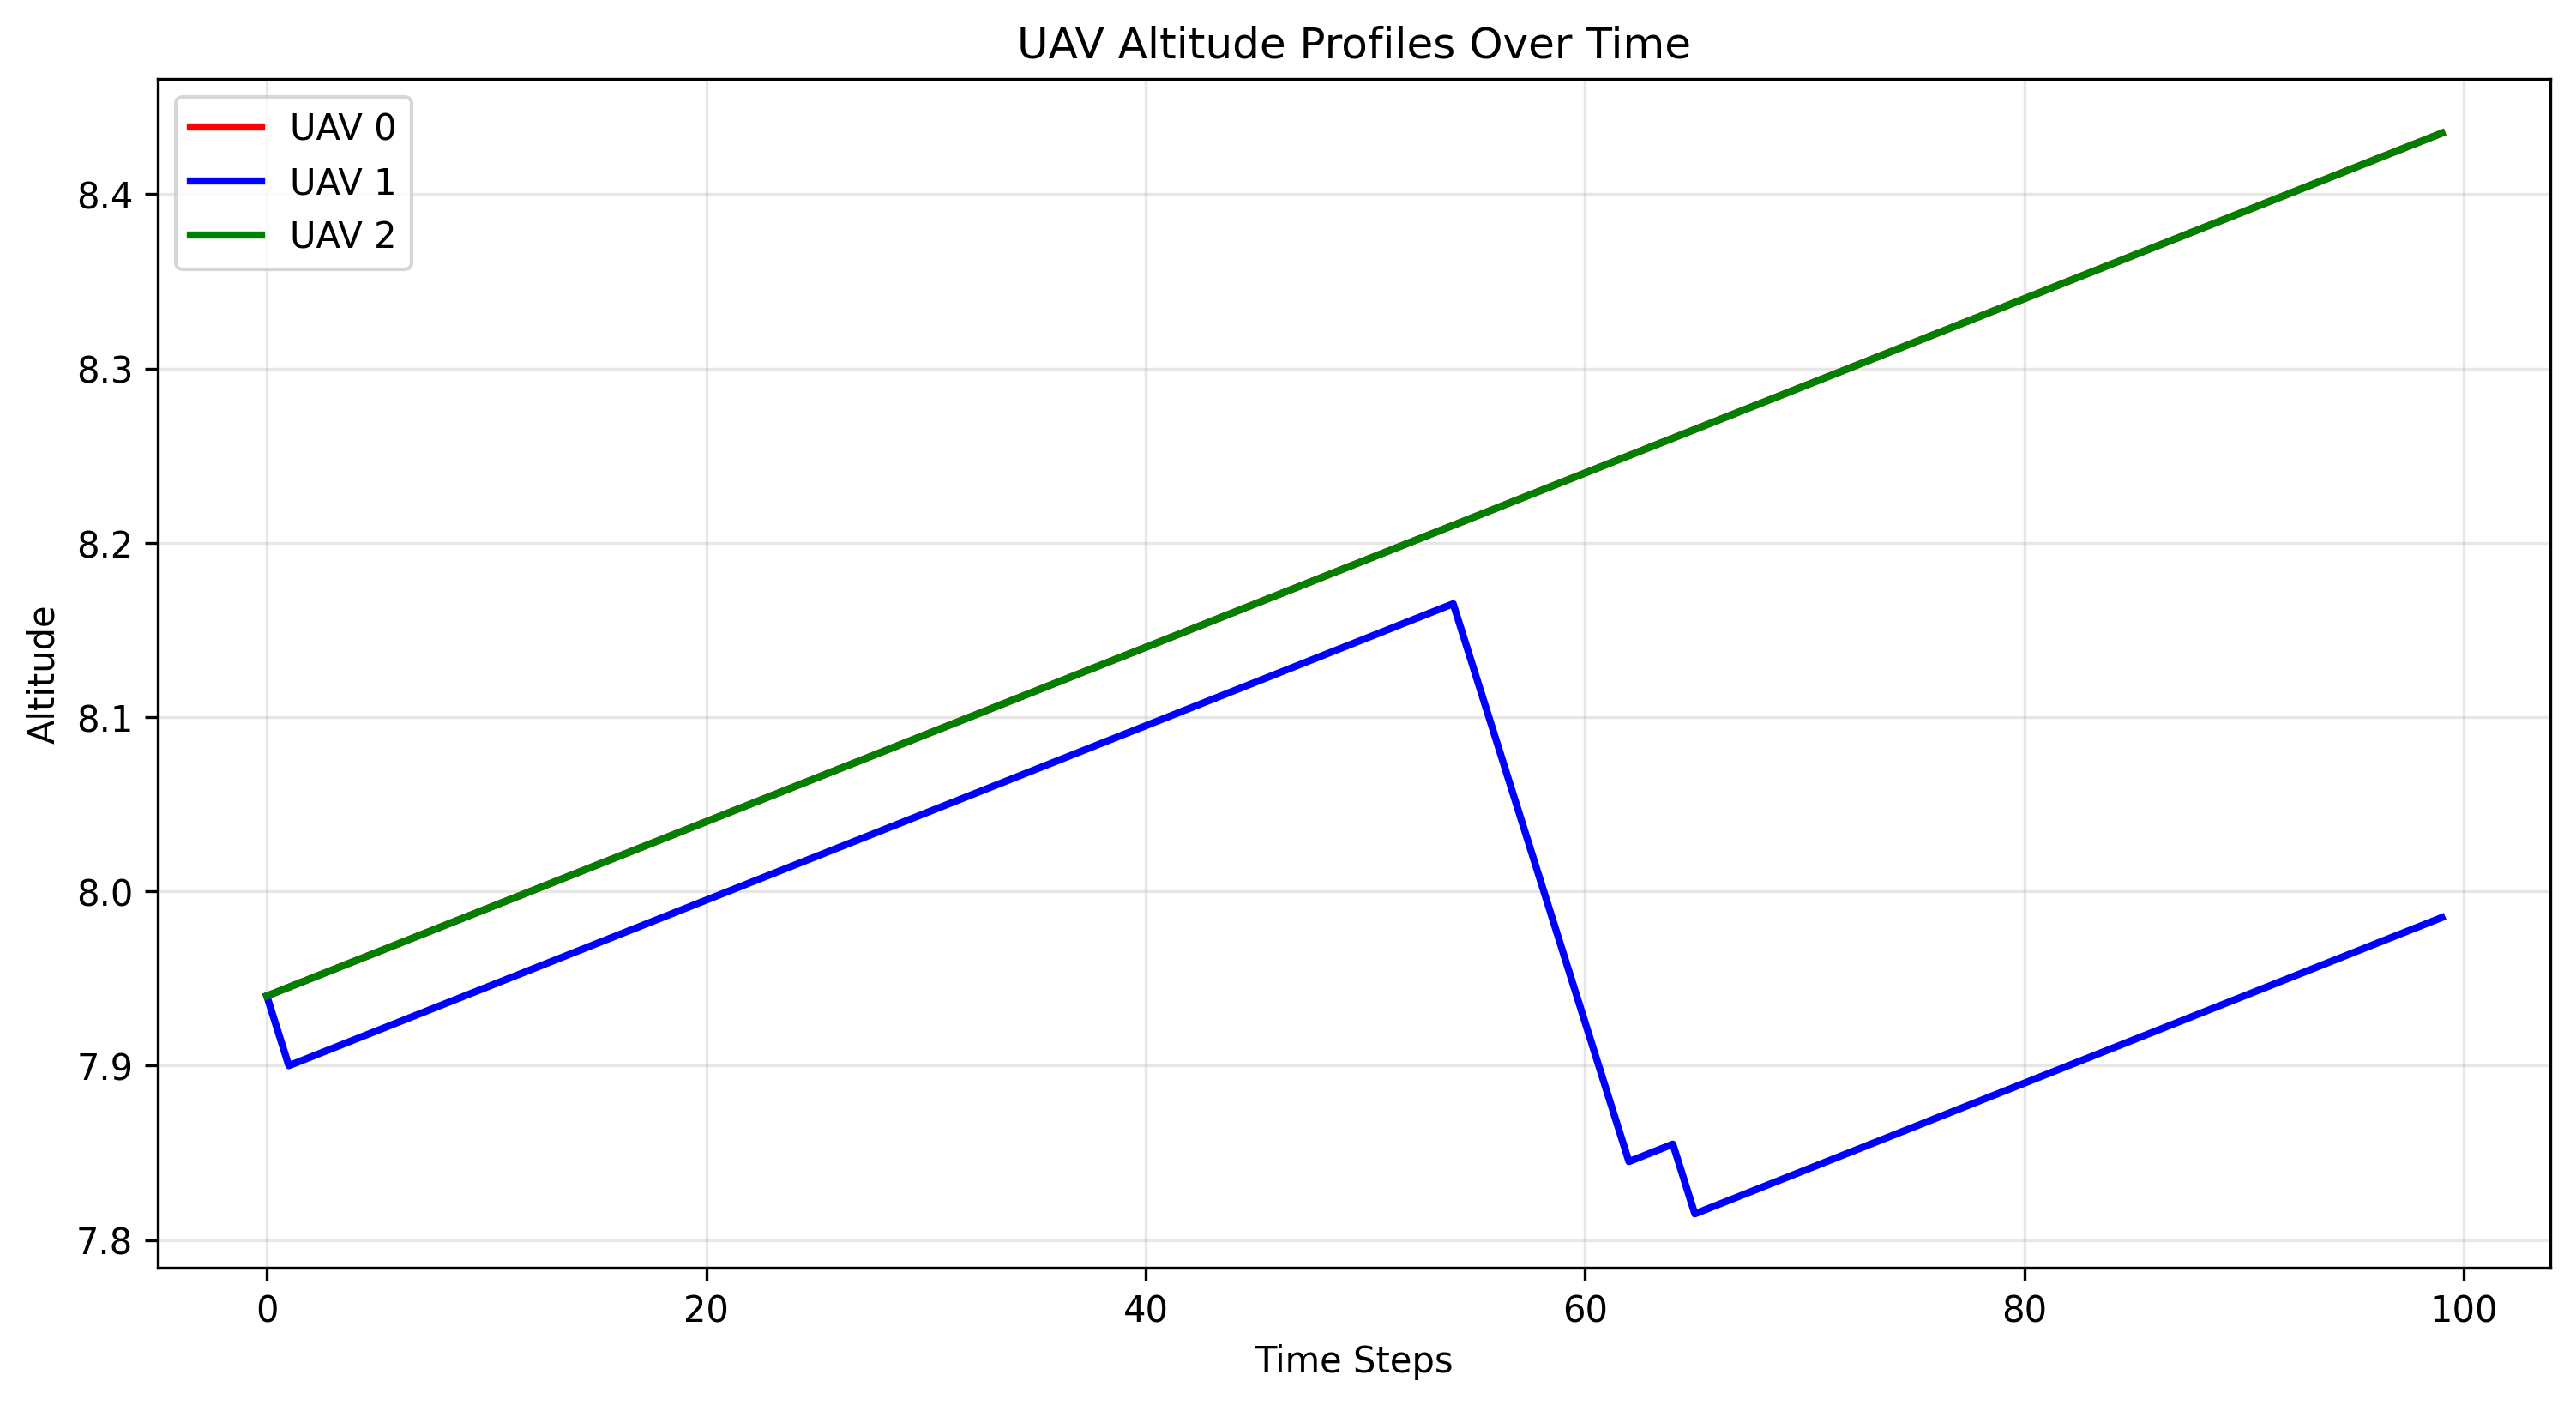 UAV Altitude Profiles Over Time
UAV 0
UAV 1
UAV 2
8.4
8.3
8.2
8.1
8.0
7.9
7.8
Altitude
0 20 40 60 80 100
Time Steps